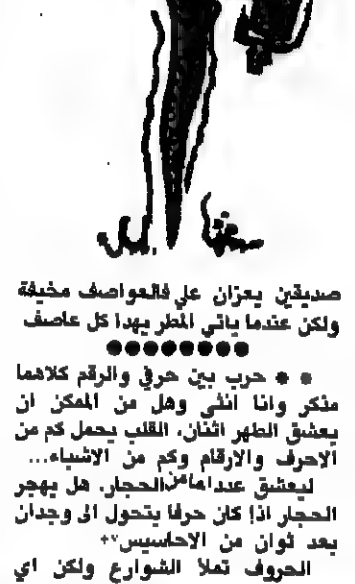 صديقين يعزان علي فالعواصف مخيفة
ولكن عندما ياتي المطر يهدا كل عاصف
●●●●●●●●
● ● حرب بين حرفي والرقم كلاهما
مذكر وانا انثى وهل من الممكن ان
يعشق الطهر اثنان، القلب يحمل كم من
الاحرف والارقام وكم من الاشياء...
ليعشق عددا ما من الحجار. هل يهجر
الحجار اذا كان حرفا يتحول الى وجدان
بعد ثوان من الاحاسيس
الحروف تملأ الشوارع ولكن اي